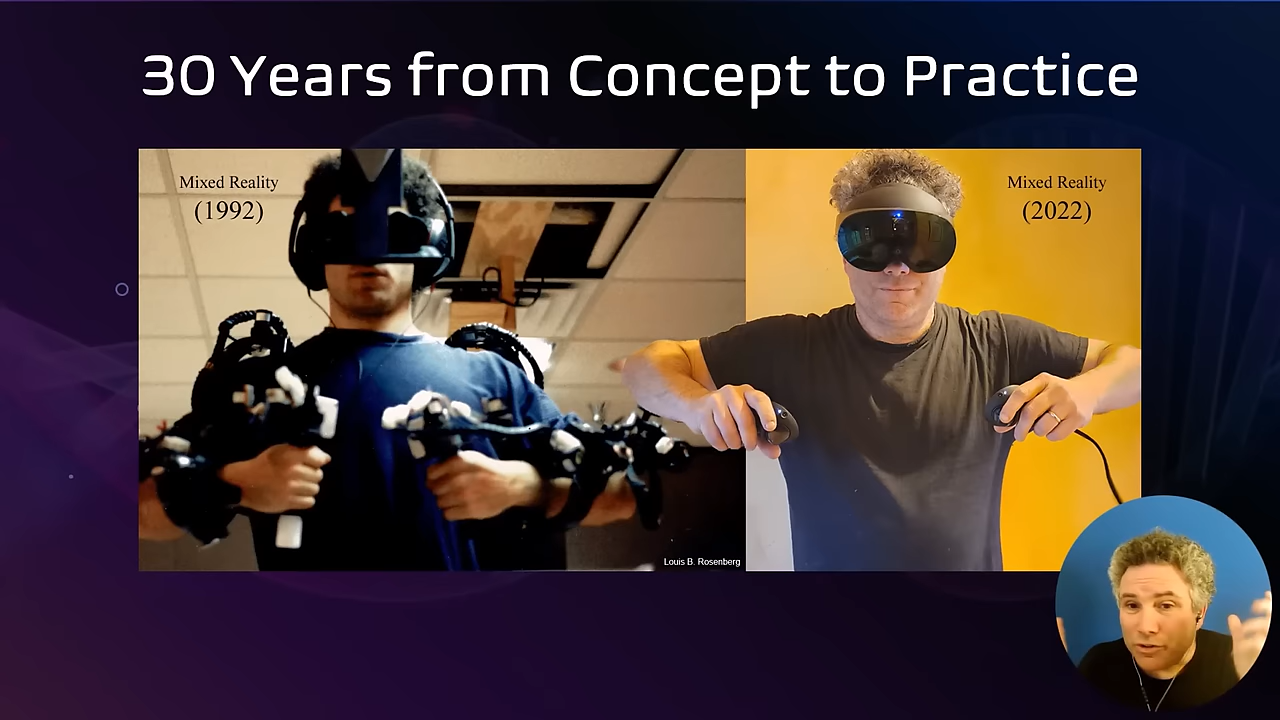 30 Years from Concept to Practice
Mixed Reality
(1992)
Mixed Reality
(2022)
Louis B. Rosenberg